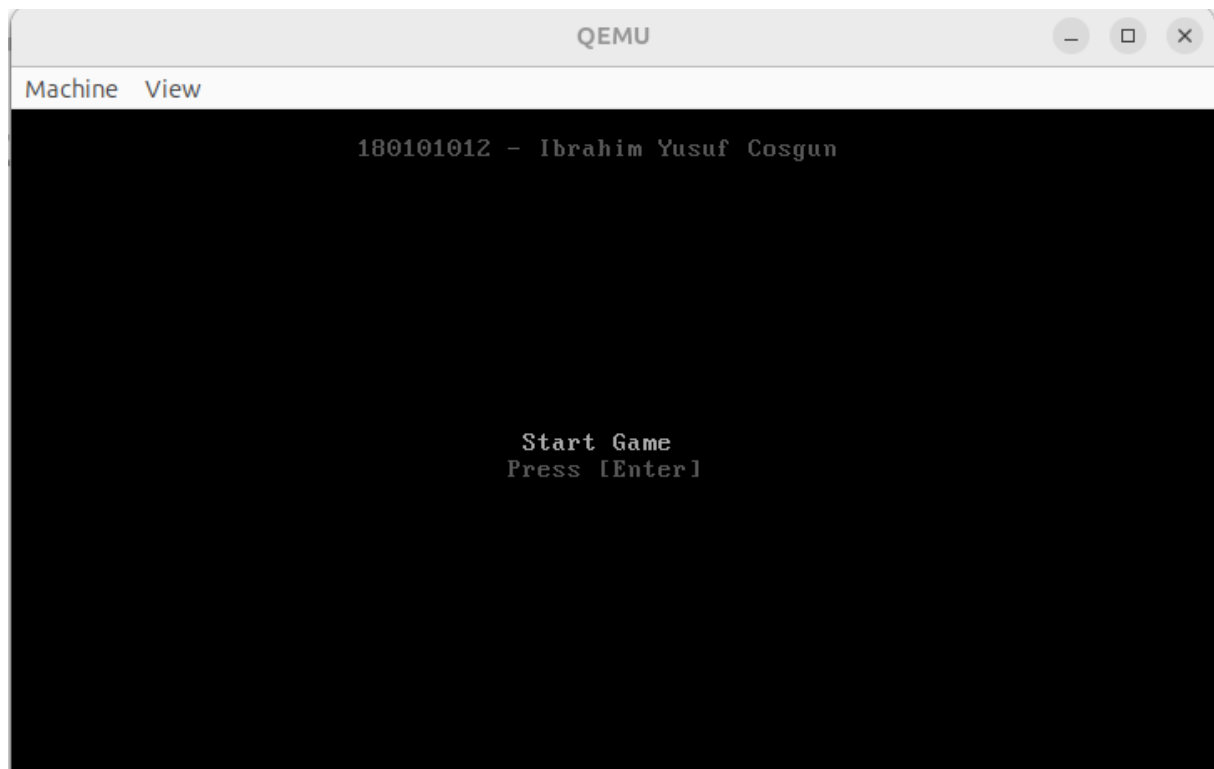 QEMU
Machine View
180101012 - Ibrahim Yusuf Cosgun
Start Game
Press [Enter]